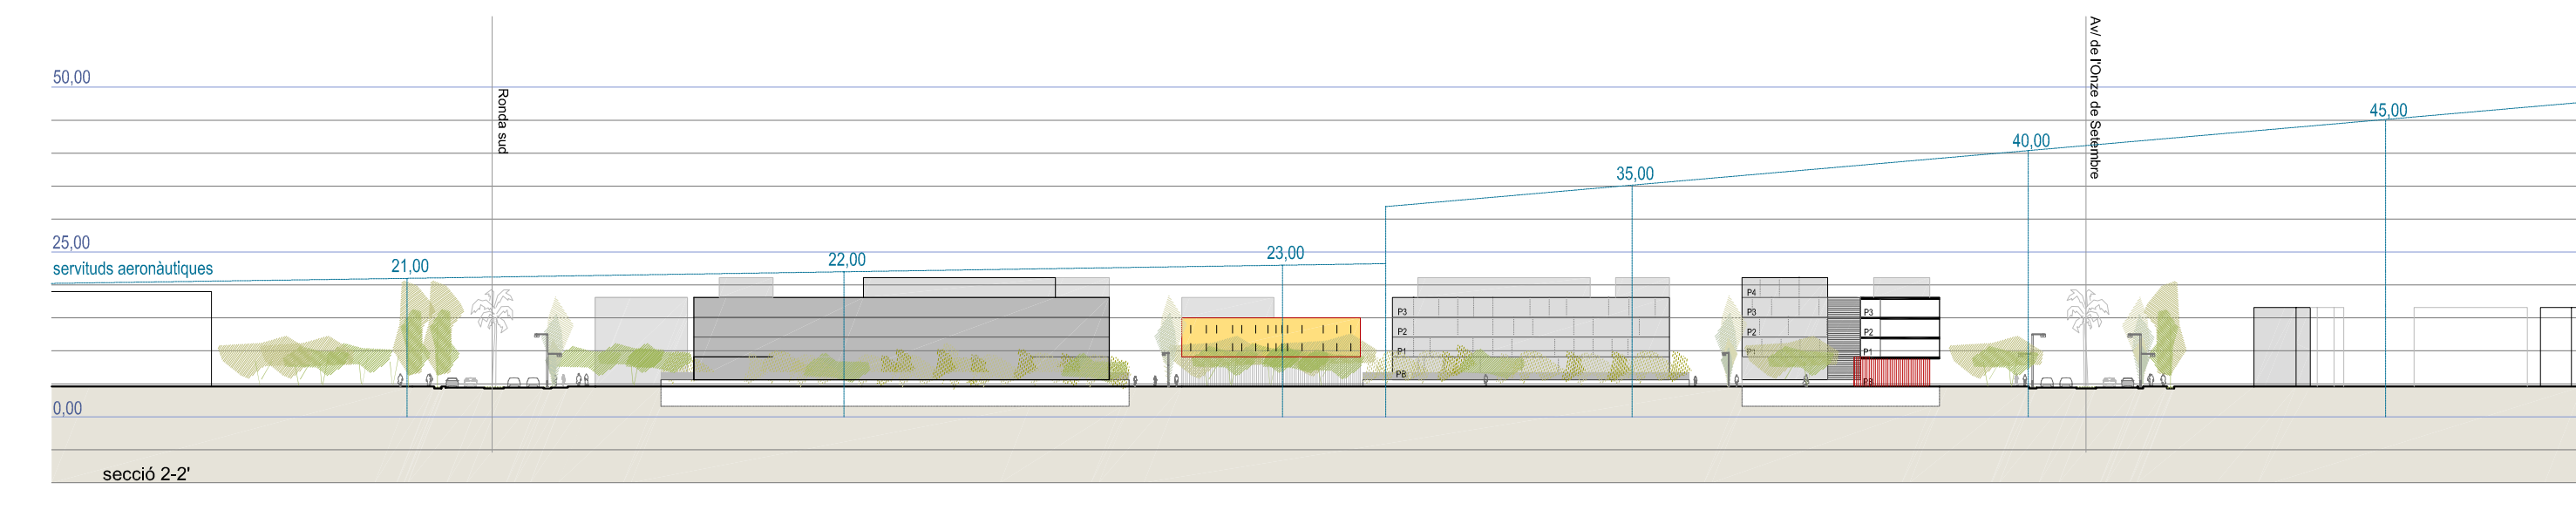 50,00
Ronda sud
Av/ de l'Onze de Setembre
45,00
40,00
35,00
25,00
servituds aeronàutiques
21,00
22,00
23,00
P3
P2
P1
PB
P4
P3
P2
P1
P3
P2
P1
PB
0,00
secció 2-2'